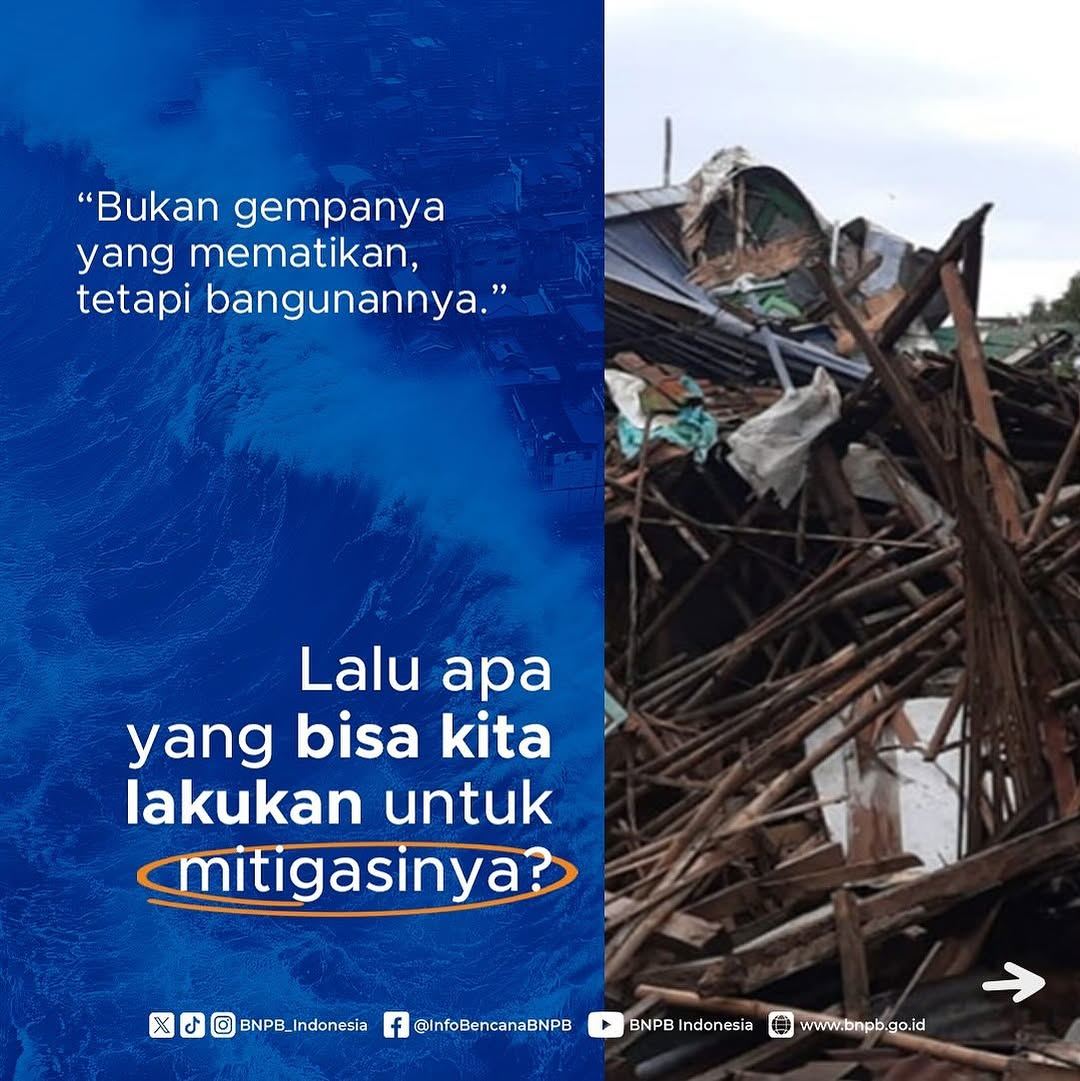 “Bukan gempanya
yang mematikan,
tetapi bangunannya.”
Lalu apa
yang bisa kita
lakukan untuk
mitigasinya?
BNPB_Indonesia @InfoBencanaBNPB BNPB Indonesia www.bnpb.go.id